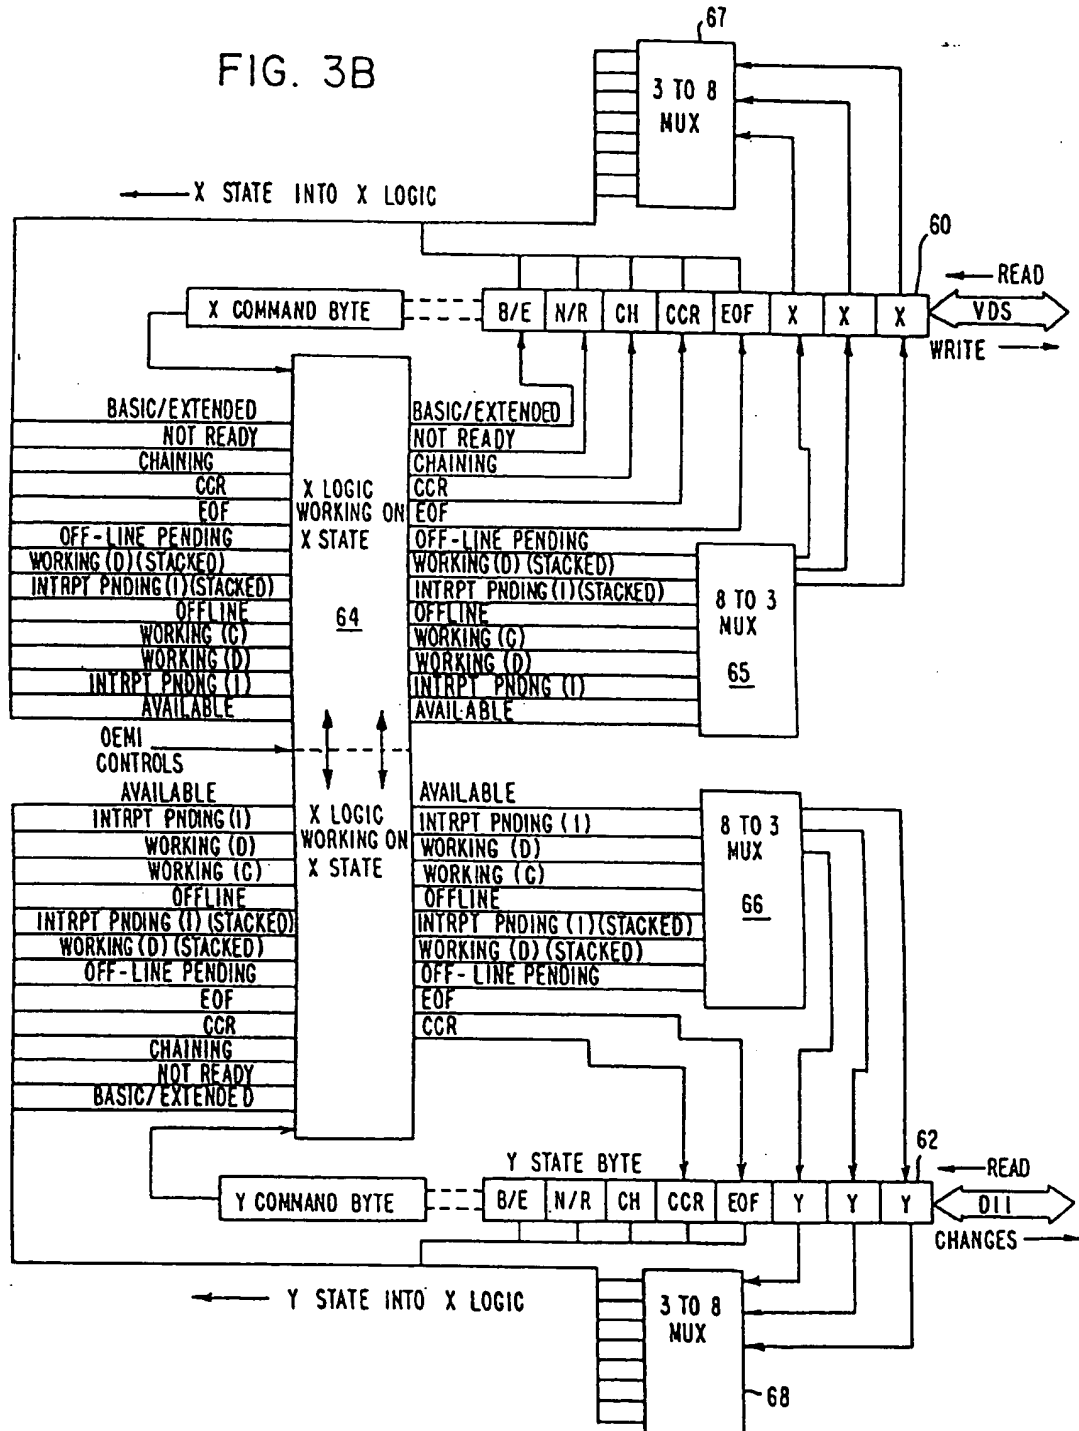 FIG. 3B
67
3 TO 8
MUX
X STATE INTO X LOGIC
60
READ
X COMMAND BYTE
B/E N/R CH CCR EOF X X X
VDS
WRITE
BASIC/EXTENDED
NOT READY
CHAINING
CCR
EOF
OFF-LINE PENDING
WORKING (D)(STACKED)
INTRPT PNDING (I)(STACKED)
OFFLINE
WORKING (C)
WORKING (D)
INTRPT PNDNG (I)
AVAILABLE
X LOGIC
WORKING ON
X STATE
64
BASIC/EXTENDED
NOT READY
CHAINING
CCR
EOF
OFF-LINE PENDING
WORKING (D) (STACKED)
INTRPT PNDING (I)(STACKED)
OFFLINE
WORKING (C)
WORKING (D)
INTRPT PNDNG (I)
AVAILABLE
8 TO 3
MUX
65
OEMI
CONTROLS
AVAILABLE
INTRPT PNDING (I)
WORKING (D)
WORKING (C)
OFFLINE
INTRPT PNDING (I) (STACKED)
WORKING (D) (STACKED)
OFF-LINE PENDING
EOF
CCR
CHAINING
NOT READY
BASIC/EXTENDED
X LOGIC
WORKING ON
X STATE
AVAILABLE
INTRPT PNDING (I)
WORKING (D)
WORKING (C)
OFFLINE
INTRPT PNDING (I)(STACKED)
WORKING (D) (STACKED)
OFF-LINE PENDING
EOF
CCR
8 TO 3
MUX
66
Y STATE BYTE
62
READ
Y COMMAND BYTE
B/E N/R CH CCR EOF Y Y Y
DII
CHANGES
Y STATE INTO X LOGIC
3 TO 8
MUX
68